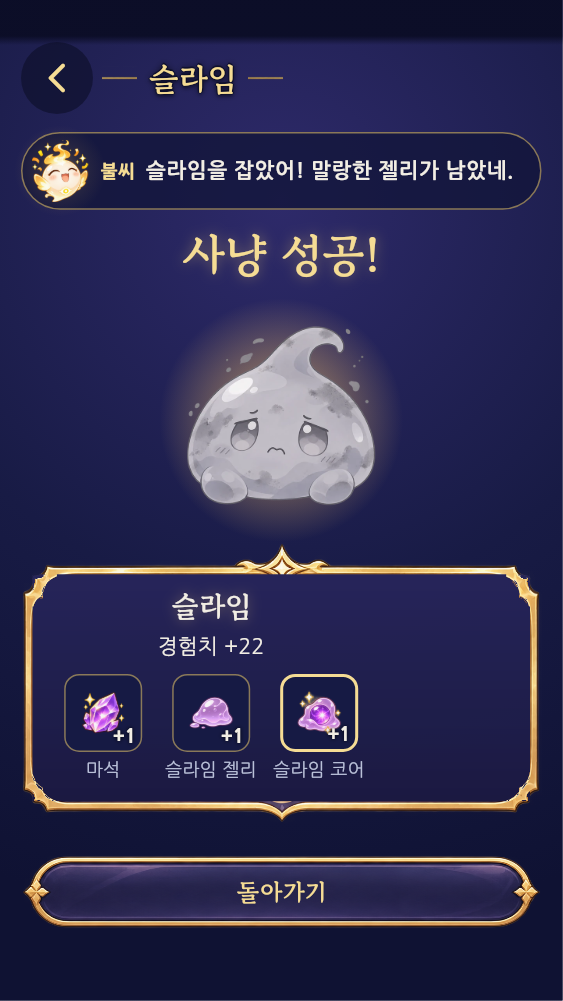 슬라임
불씨 슬라임을 잡았어! 말랑한 젤리가 남았네.
사냥 성공!
슬라임
경험치 +22
+1 +1 +1
마석 슬라임 젤리 슬라임 코어
돌아가기